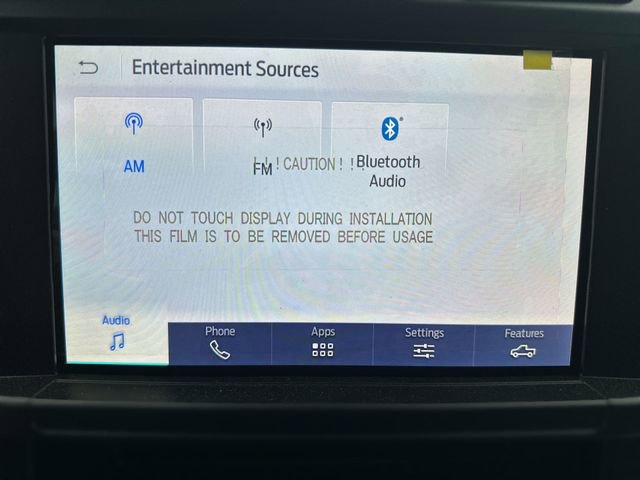 Entertainment Sources
AM
FM
Bluetooth
Audio
! ! ! CAUTION ! ! !
DO NOT TOUCH DISPLAY DURING INSTALLATION
THIS FILM IS TO BE REMOVED BEFORE USAGE
Audio
Phone
Apps
Settings
Features